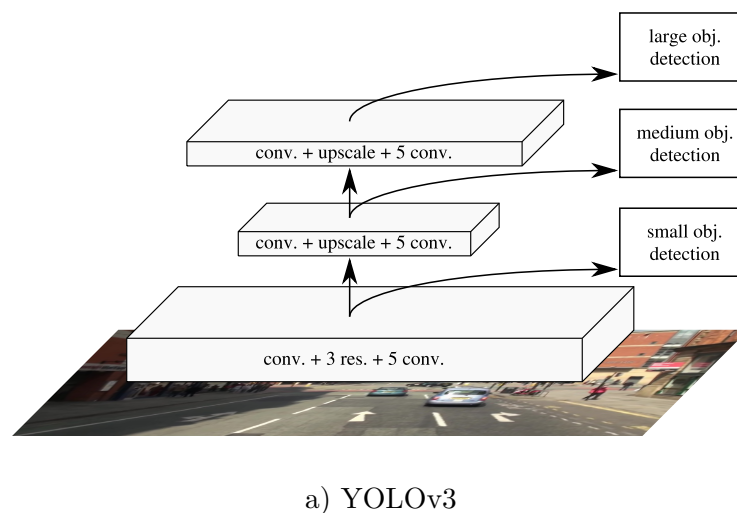 large obj.
detection
medium obj.
detection
conv. + upscale + 5 conv.
small obj.
detection
conv. + upscale + 5 conv.
conv. + 3 res. + 5 conv.
a) YOLOv3